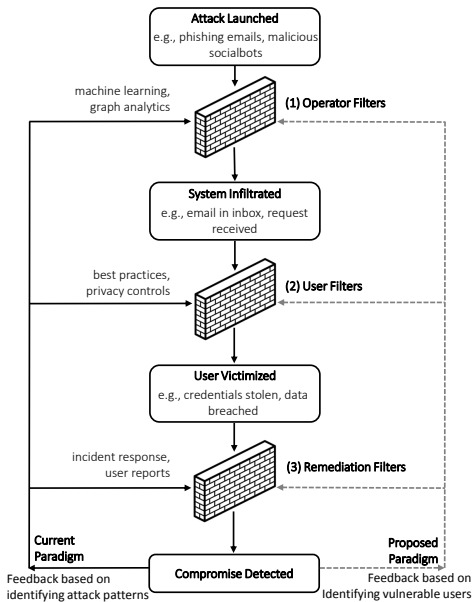 Attack Launched
e.g., phishing emails, malicious
socialbots
machine learning,
graph analytics
(1) Operator Filters
System Infiltrated
e.g., email in inbox, request
received
best practices,
privacy controls
(2) User Filters
User Victimized
e.g., credentials stolen, data
breached
incident response,
user reports
(3) Remediation Filters
Current
Paradigm
Feedback based on
identifying attack patterns
Compromise Detected
Proposed
Paradigm
Feedback based on
Identifying vulnerable users